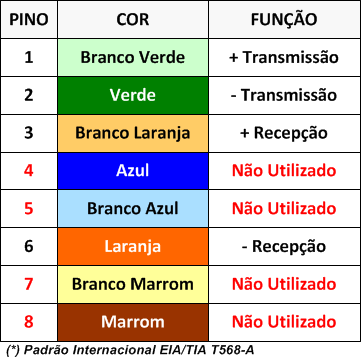 PINO COR FUNÇÃO
1 Branco Verde + Transmissão
2 Verde - Transmissão
3 Branco Laranja + Recepção
4 Azul Não Utilizado
5 Branco Azul Não Utilizado
6 Laranja - Recepção
7 Branco Marrom Não Utilizado
8 Marrom Não Utilizado
(*) Padrão Internacional EIA/TIA T568-A